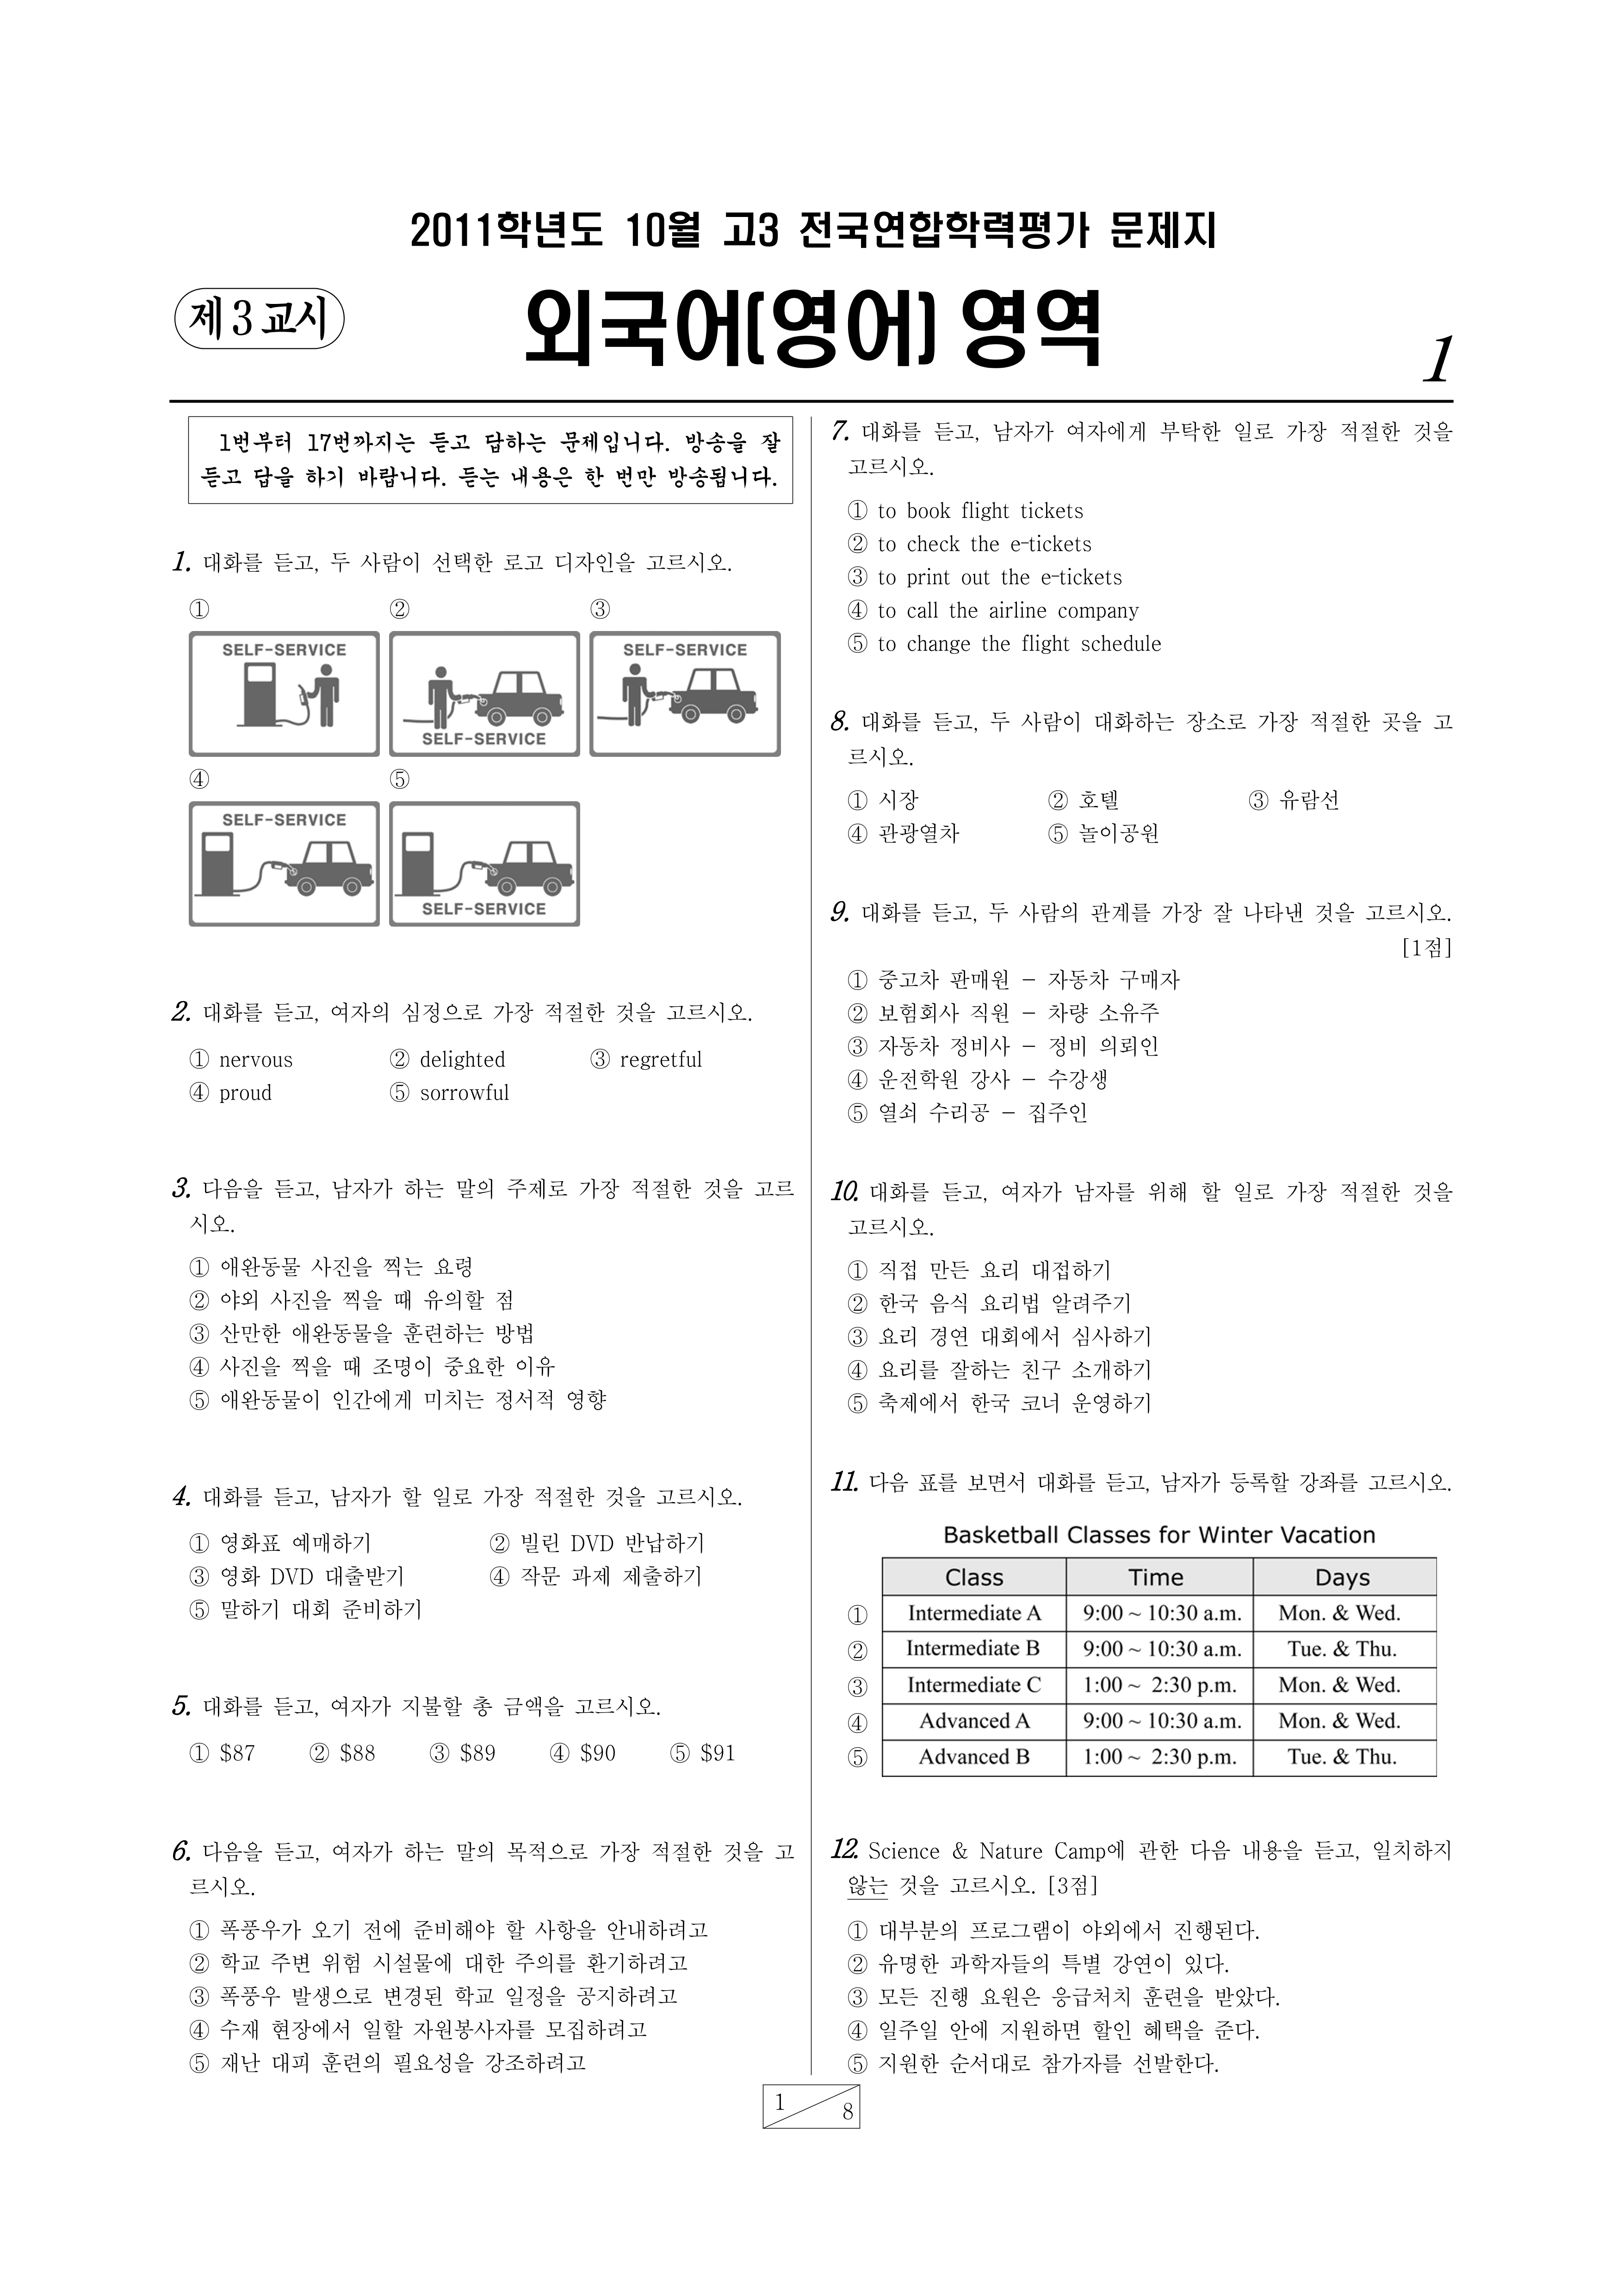 2011학년도 10월 고3 전국연합학력평가 문제지
제3교시
외국어(영어) 영역
1
1번부터 17번까지는 듣고 답하는 문제입니다. 방송을 잘
듣고 답을 하기 바랍니다. 듣는 내용은 한 번만 방송됩니다.
1. 대화를 듣고, 두 사람이 선택한 로고 디자인을 고르시오.
① ② ③
SELF-SERVICE
SELF-SERVICE
SELF-SERVICE
④ ⑤
SELF-SERVICE
SELF-SERVICE
2. 대화를 듣고, 여자의 심정으로 가장 적절한 것을 고르시오.
① nervous ② delighted ③ regretful
④ proud ⑤ sorrowful
3. 다음을 듣고, 남자가 하는 말의 주제로 가장 적절한 것을 고르
시오.
① 애완동물 사진을 찍는 요령
② 야외 사진을 찍을 때 유의할 점
③ 산만한 애완동물을 훈련하는 방법
④ 사진을 찍을 때 조명이 중요한 이유
⑤ 애완동물이 인간에게 미치는 정서적 영향
4. 대화를 듣고, 남자가 할 일로 가장 적절한 것을 고르시오.
① 영화표 예매하기 ② 빌린 DVD 반납하기
③ 영화 DVD 대출받기 ④ 작문 과제 제출하기
⑤ 말하기 대회 준비하기
5. 대화를 듣고, 여자가 지불할 총 금액을 고르시오.
① $87 ② $88 ③ $89 ④ $90 ⑤ $91
6. 다음을 듣고, 여자가 하는 말의 목적으로 가장 적절한 것을 고
르시오.
① 폭풍우가 오기 전에 준비해야 할 사항을 안내하려고
② 학교 주변 위험 시설물에 대한 주의를 환기하려고
③ 폭풍우 발생으로 변경된 학교 일정을 공지하려고
④ 수재 현장에서 일할 자원봉사자를 모집하려고
⑤ 재난 대피 훈련의 필요성을 강조하려고
7. 대화를 듣고, 남자가 여자에게 부탁한 일로 가장 적절한 것을
고르시오.
① to book flight tickets
② to check the e-tickets
③ to print out the e-tickets
④ to call the airline company
⑤ to change the flight schedule
8. 대화를 듣고, 두 사람이 대화하는 장소로 가장 적절한 곳을 고
르시오.
① 시장 ② 호텔 ③ 유람선
④ 관광열차 ⑤ 놀이공원
9. 대화를 듣고, 두 사람의 관계를 가장 잘 나타낸 것을 고르시오.
[1점]
① 중고차 판매원 - 자동차 구매자
② 보험회사 직원 - 차량 소유주
③ 자동차 정비사 - 정비 의뢰인
④ 운전학원 강사 - 수강생
⑤ 열쇠 수리공 - 집주인
10. 대화를 듣고, 여자가 남자를 위해 할 일로 가장 적절한 것을
고르시오.
① 직접 만든 요리 대접하기
② 한국 음식 요리법 알려주기
③ 요리 경연 대회에서 심사하기
④ 요리를 잘하는 친구 소개하기
⑤ 축제에서 한국 코너 운영하기
11. 다음 표를 보면서 대화를 듣고, 남자가 등록할 강좌를 고르시오.
Basketball Classes for Winter Vacation
Class Time Days
① Intermediate A 9:00 ~ 10:30 a.m. Mon. & Wed.
② Intermediate B 9:00 ~ 10:30 a.m. Tue. & Thu.
③ Intermediate C 1:00 ~ 2:30 p.m. Mon. & Wed.
④ Advanced A 9:00 ~ 10:30 a.m. Mon. & Wed.
⑤ Advanced B 1:00 ~ 2:30 p.m. Tue. & Thu.
12. Science & Nature Camp에 관한 다음 내용을 듣고, 일치하지
않는 것을 고르시오. [3점]
① 대부분의 프로그램이 야외에서 진행된다.
② 유명한 과학자들의 특별 강연이 있다.
③ 모든 진행 요원은 응급처치 훈련을 받았다.
④ 일주일 안에 지원하면 할인 혜택을 준다.
⑤ 지원한 순서대로 참가자를 선발한다.
1 8